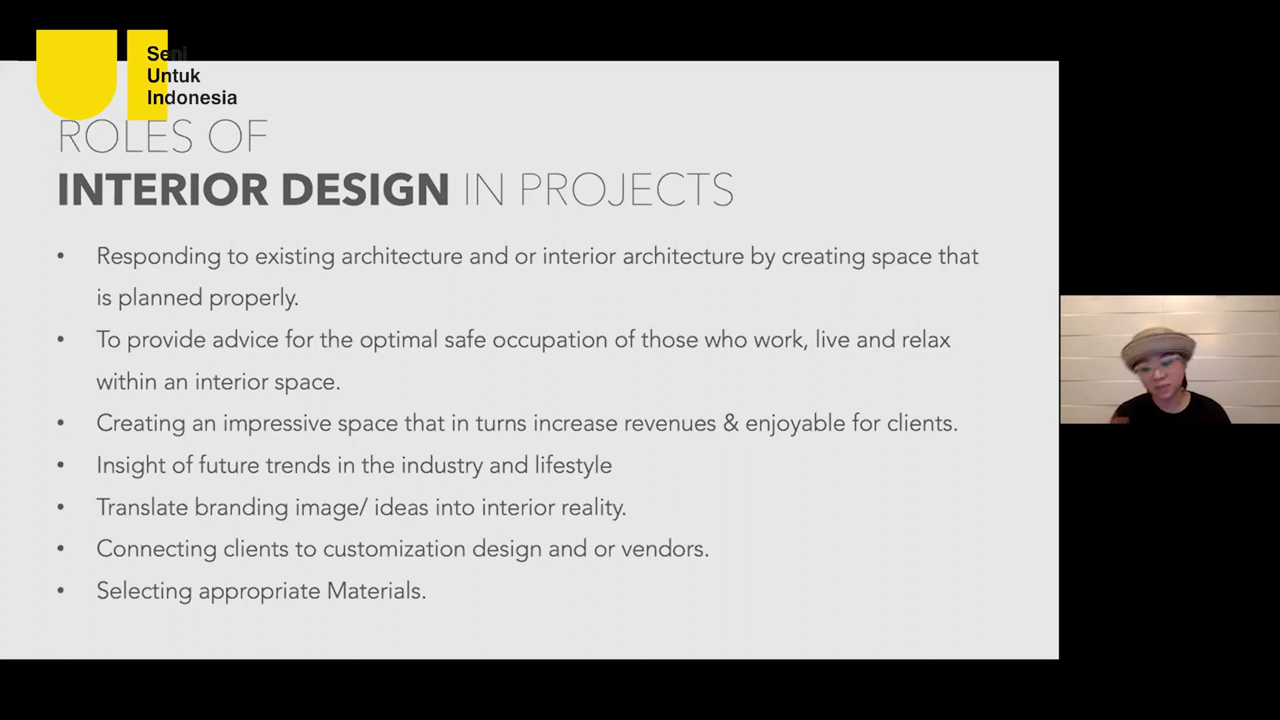 Seni
Untuk
Indonesia
ROLES OF
INTERIOR DESIGN IN PROJECTS
• Responding to existing architecture and or interior architecture by creating space that
is planned properly.
• To provide advice for the optimal safe occupation of those who work, live and relax
within an interior space.
• Creating an impressive space that in turns increase revenues & enjoyable for clients.
• Insight of future trends in the industry and lifestyle
• Translate branding image/ ideas into interior reality.
• Connecting clients to customization design and or vendors.
• Selecting appropriate Materials.